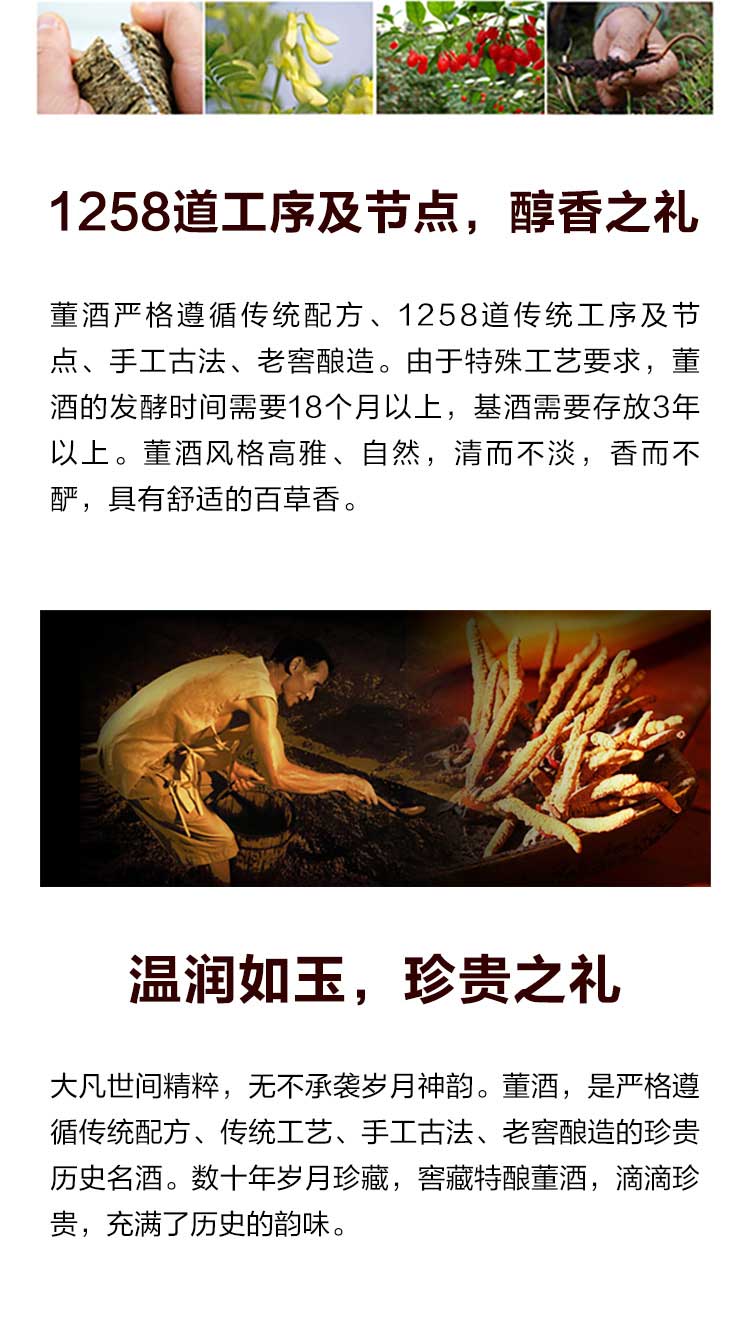 1258道工序及节点，醇香之礼
董酒严格遵循传统配方、1258道传统工序及节
点、手工古法、老窖酿造。由于特殊工艺要求，董
酒的发酵时间需要18个月以上，基酒需要存放3年
以上。董酒风格高雅、自然，清而不淡，香而不
酽，具有舒适的百草香。
温润如玉，珍贵之礼
大凡世间精粹，无不承袭岁月神韵。董酒，是严格遵
循传统配方、传统工艺、手工古法、老窖酿造的珍贵
历史名酒。数十年岁月珍藏，窖藏特酿董酒，滴滴珍
贵，充满了历史的韵味。